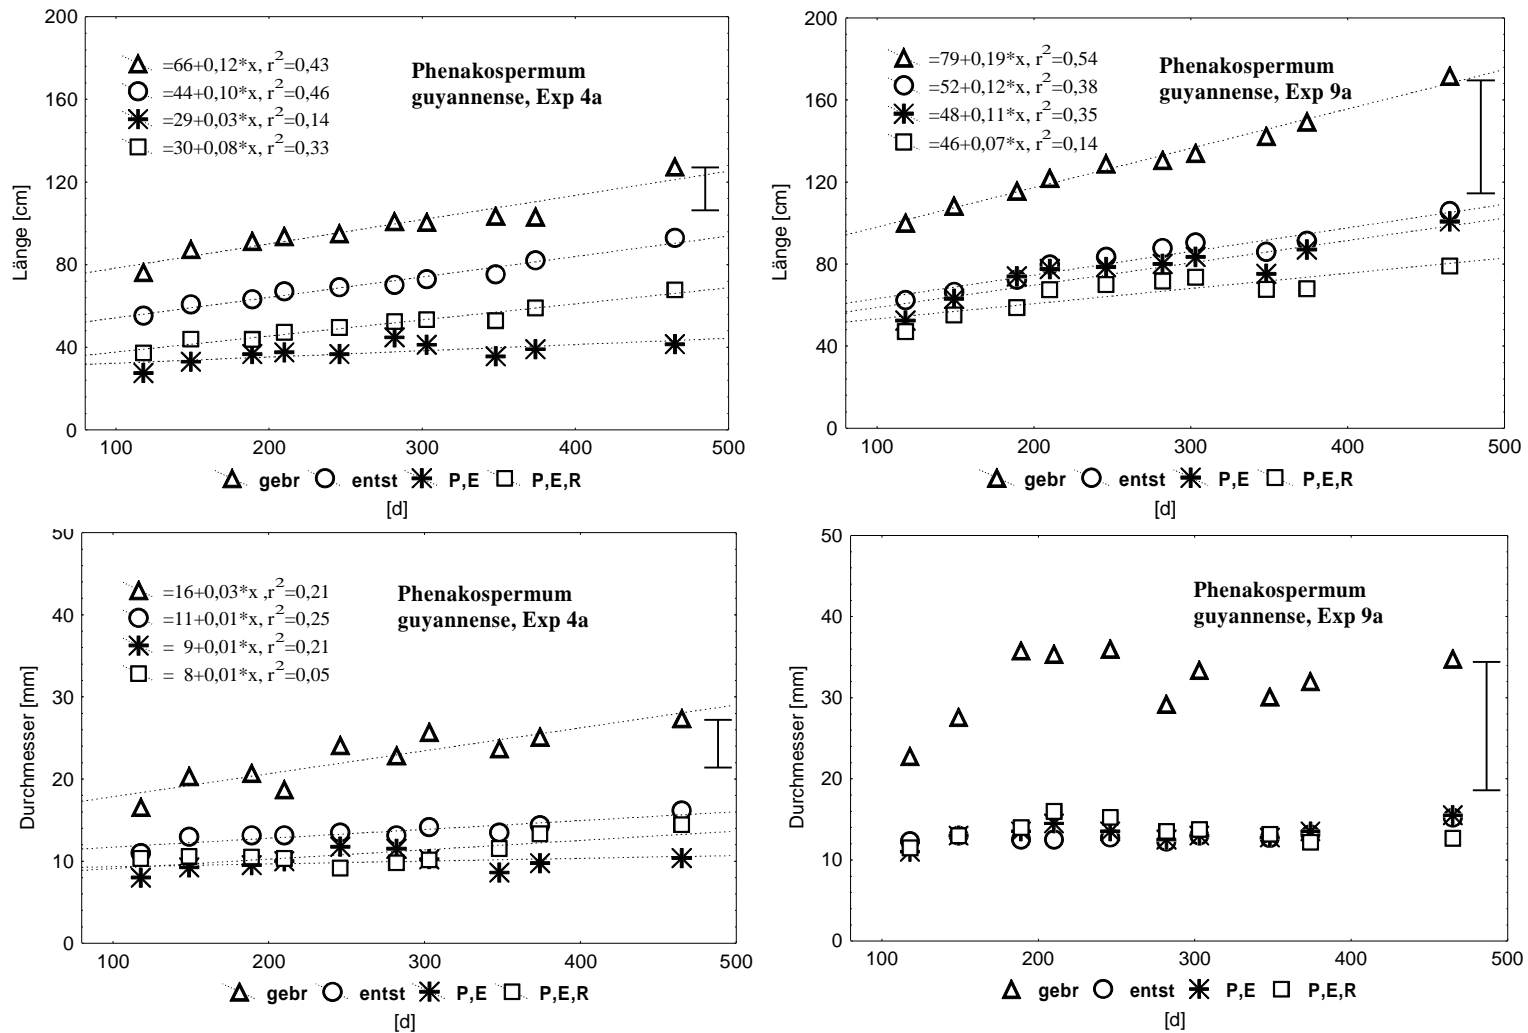 200
160
120
80
40
0
Länge [cm]
=66+0,12*x, r²=0,43
=44+0,10*x, r²=0,46
=29+0,03*x, r²=0,14
=30+0,08*x, r²=0,33
Phenakospermum
guyannense, Exp 4a
100 200 300 400 500
gebr entst P,E P,E,R
[d]
200
160
120
80
40
0
Länge [cm]
=79+0,19*x, r²=0,54
=52+0,12*x, r²=0,38
=48+0,11*x, r²=0,35
=46+0,07*x, r²=0,14
Phenakospermum
guyannense, Exp 9a
100 200 300 400 500
gebr entst P,E P,E,R
[d]
50
40
30
20
10
0
Durchmesser [mm]
=16+0,03*x ,r²=0,21
=11+0,01*x, r²=0,25
= 9+0,01*x, r²=0,21
= 8+0,01*x, r²=0,05
Phenakospermum
guyannense, Exp 4a
100 200 300 400 500
gebr entst P,E P,E,R
[d]
50
40
30
20
10
0
Durchmesser [mm]
Phenakospermum
guyannense, Exp 9a
100 200 300 400 500
gebr entst P,E P,E,R
[d]